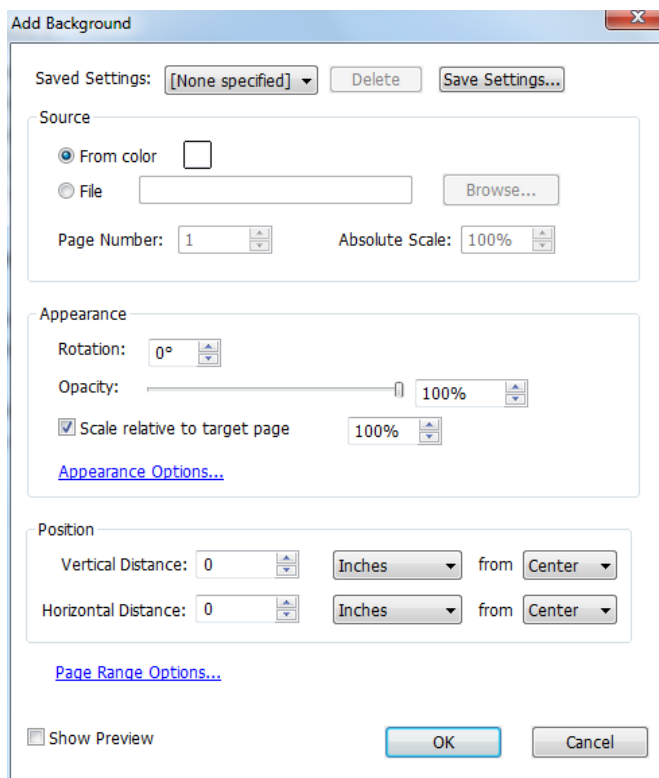 Add Background
Saved Settings: [None specified] Delete Save Settings...
Source
From color
File Browse...
Page Number: 1 Absolute Scale: 100%
Appearance
Rotation: 0°
Opacity: 100%
Scale relative to target page 100%
Appearance Options...
Position
Vertical Distance: 0 Inches from Center
Horizontal Distance: 0 Inches from Center
Page Range Options...
Show Preview OK Cancel